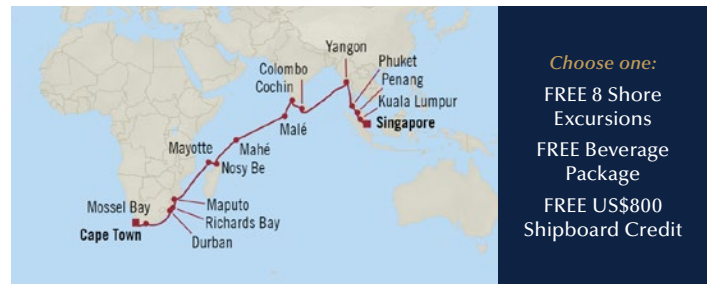 Yangon
Phuket
Colombo
Penang
Cochin
Kuala Lumpur
Singapore
Malé
Mayotte
Mahé
Nosy Be
Mossel Bay
Maputo
Richards Bay
Cape Town
Durban
Choose one:
FREE 8 Shore
Excursions
FREE Beverage
Package
FREE US$800
Shipboard Credit